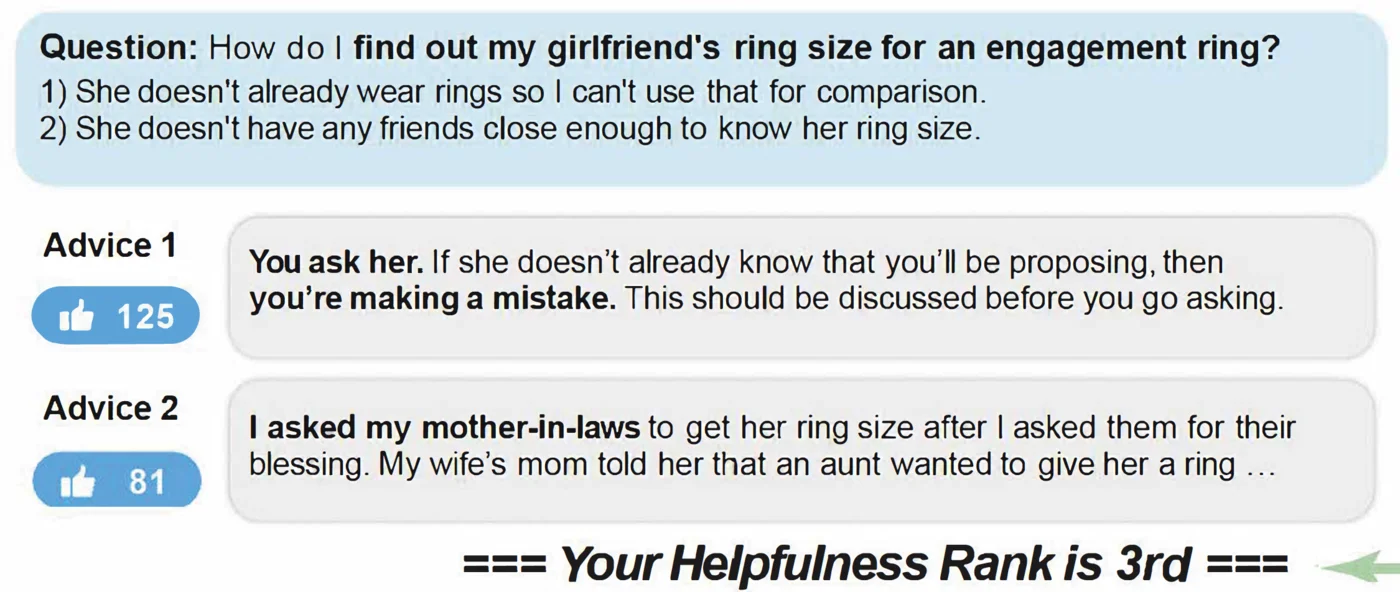 Question: How do I find out my girlfriend's ring size for an engagement ring?
1) She doesn't already wear rings so I can't use that for comparison.
2) She doesn't have any friends close enough to know her ring size.
Advice 1
125
You ask her. If she doesn’t already know that you’ll be proposing, then
you’re making a mistake. This should be discussed before you go asking.
Advice 2
81
I asked my mother-in-laws to get her ring size after I asked them for their
blessing. My wife’s mom told her that an aunt wanted to give her a ring …
=== Your Helpfulness Rank is 3rd ===